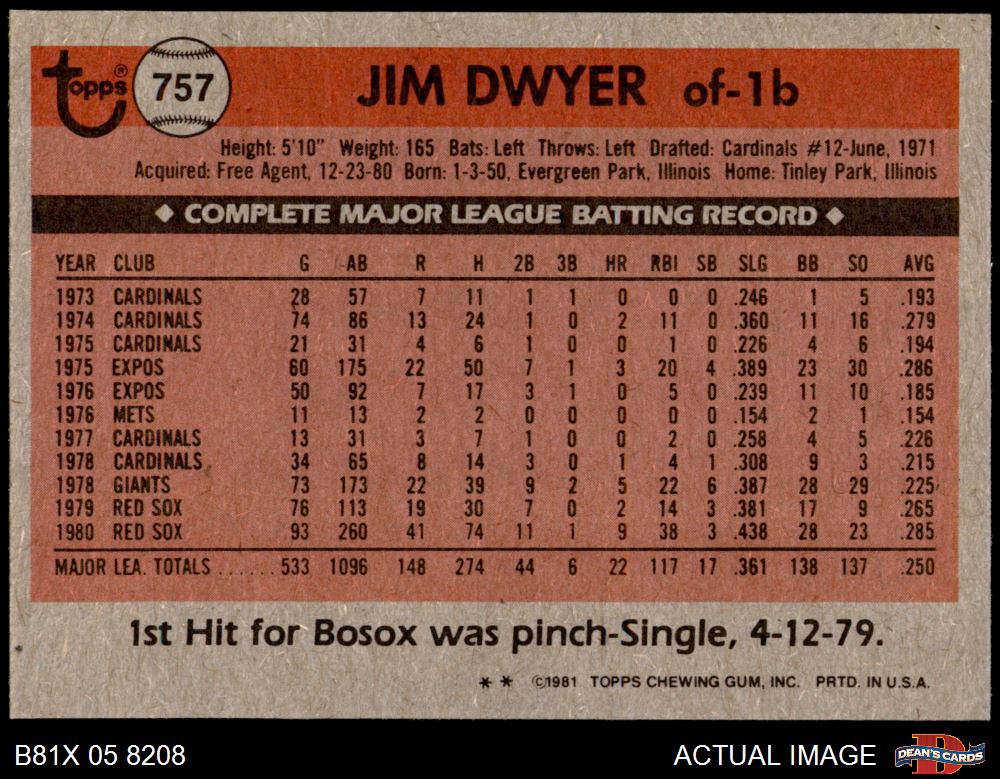 Topps® 757 JIM DWYER of-1b
Height: 5'10" Weight: 165 Bats: Left Throws: Left Drafted: Cardinals #12-June, 1971
Acquired: Free Agent, 12-23-80 Born: 1-3-50, Evergreen Park, Illinois Home: Tinley Park, Illinois
◆ COMPLETE MAJOR LEAGUE BATTING RECORD ◆
YEAR CLUB G AB R H 2B 3B HR RBI SB SLG BB SO AVG
1973 CARDINALS 28 57 7 11 1 1 0 0 0 .246 1 5 .193
1974 CARDINALS 74 86 13 24 1 0 2 11 0 .360 11 16 .279
1975 CARDINALS 21 31 4 6 1 0 0 1 0 .226 4 6 .194
1975 EXPOS 60 175 22 50 7 1 3 20 4 .389 23 30 .286
1976 EXPOS 50 92 7 17 3 1 0 5 0 .239 11 10 .185
1976 METS 11 13 2 2 0 0 0 0 0 .154 2 1 .154
1977 CARDINALS 13 31 3 7 1 0 0 2 0 .258 4 5 .226
1978 CARDINALS 34 65 8 14 3 0 1 4 1 .308 9 3 .215
1978 GIANTS 73 173 22 39 9 2 5 22 6 .387 28 29 .225
1979 RED SOX 76 113 19 30 7 0 2 14 3 .381 17 9 .265
1980 RED SOX 93 260 41 74 11 1 9 38 3 .438 28 23 .285
MAJOR LEA. TOTALS ...... 533 1096 148 274 44 6 22 117 17 .361 138 137 .250
1st Hit for Bosox was pinch-Single, 4-12-79.
* * ©1981 TOPPS CHEWING GUM, INC. PRTD. IN U.S.A.
B81X 05 8208 ACTUAL IMAGE DEAN'S CARDS